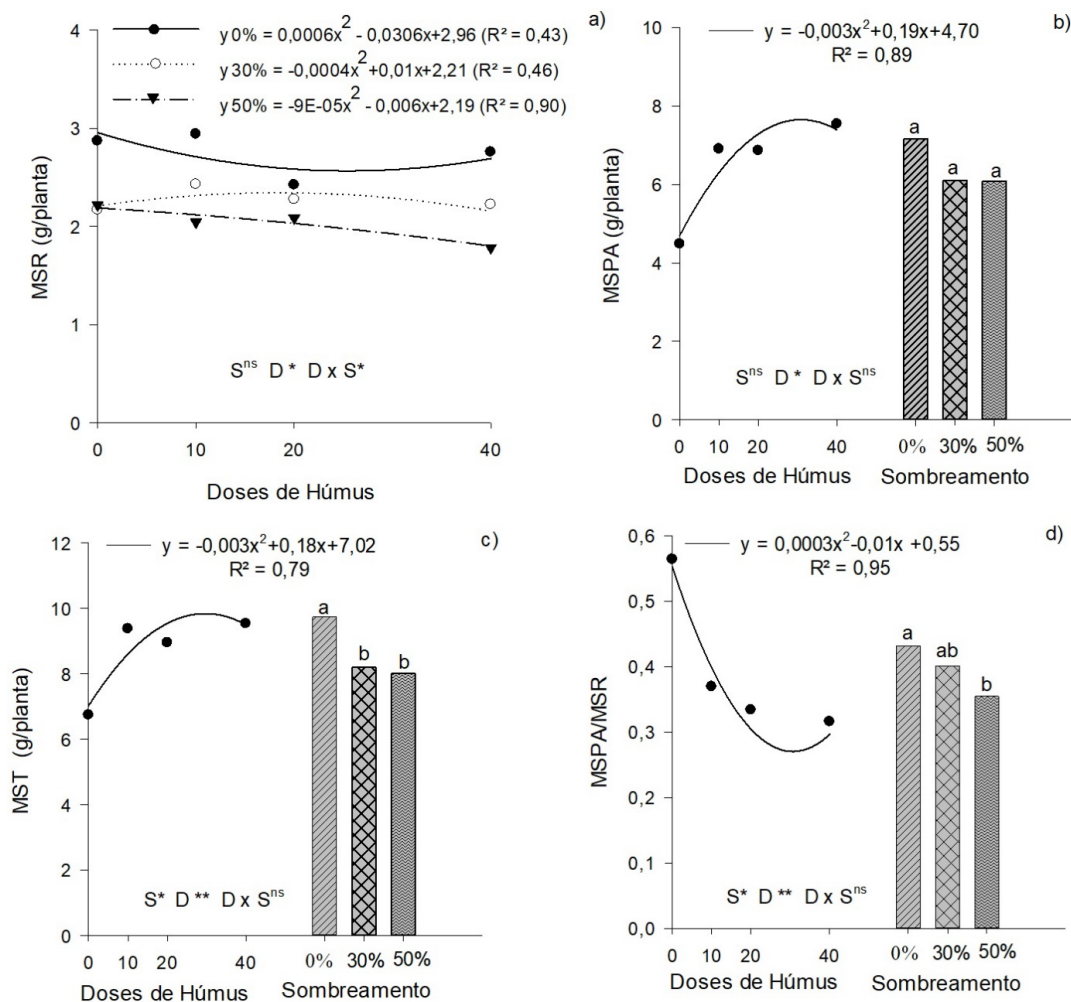 a)
y 0% = 0,0006x² - 0,0306x+2,96 (R² = 0,43)
y 30% = -0,0004x²+0,01x+2,21 (R² = 0,46)
y 50% = -9E-05x² - 0,006x+2,19 (R² = 0,90)
MSR (g/planta)
4
3
2
1
0
S^ns D * D x S*
0 10 20 40
Doses de Húmus
b)
y = -0,003x²+0,19x+4,70
R² = 0,89
MSPA (g/planta)
10
8
6
4
2
0
a
a
a
S^ns D * D x S^ns
0 10 20 40 0% 30% 50%
Doses de Húmus Sombreamento
c)
y = -0,003x²+0,18x+7,02
R² = 0,79
MST (g/planta)
12
10
8
6
4
2
0
a
b
b
S* D ** D x S^ns
0 10 20 40 0% 30% 50%
Doses de Húmus Sombreamento
d)
y = 0,0003x²-0,01x +0,55
R² = 0,95
MSPA/MSR
0,6
0,5
0,4
0,3
0,2
0,1
0,0
a
ab
b
S* D ** D x S^ns
0 10 20 40 0% 30% 50%
Doses de Húmus Sombreamento